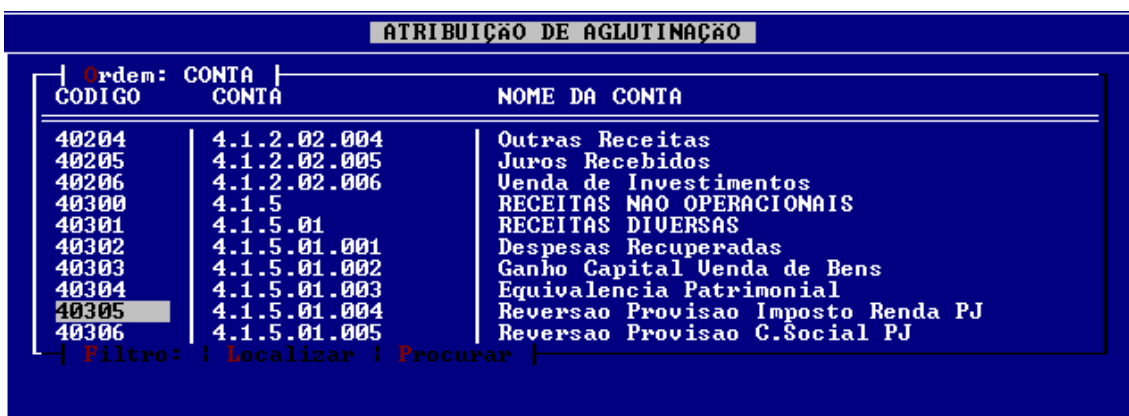 ATRIBUIÇÃO DE AGLUTINAÇÃO
Ordem: CONTA
CODIGO CONTA NOME DA CONTA
40204 4.1.2.02.004 Outras Receitas
40205 4.1.2.02.005 Juros Recebidos
40206 4.1.2.02.006 Venda de Investimentos
40300 4.1.5 RECEITAS NAO OPERACIONAIS
40301 4.1.5.01 RECEITAS DIVERSAS
40302 4.1.5.01.001 Despesas Recuperadas
40303 4.1.5.01.002 Ganho Capital Venda de Bens
40304 4.1.5.01.003 Equivalencia Patrimonial
40305 4.1.5.01.004 Reversao Provisao Imposto Renda PJ
40306 4.1.5.01.005 Reversao Provisao C.Social PJ
Filtro: | Localizar | Procurar